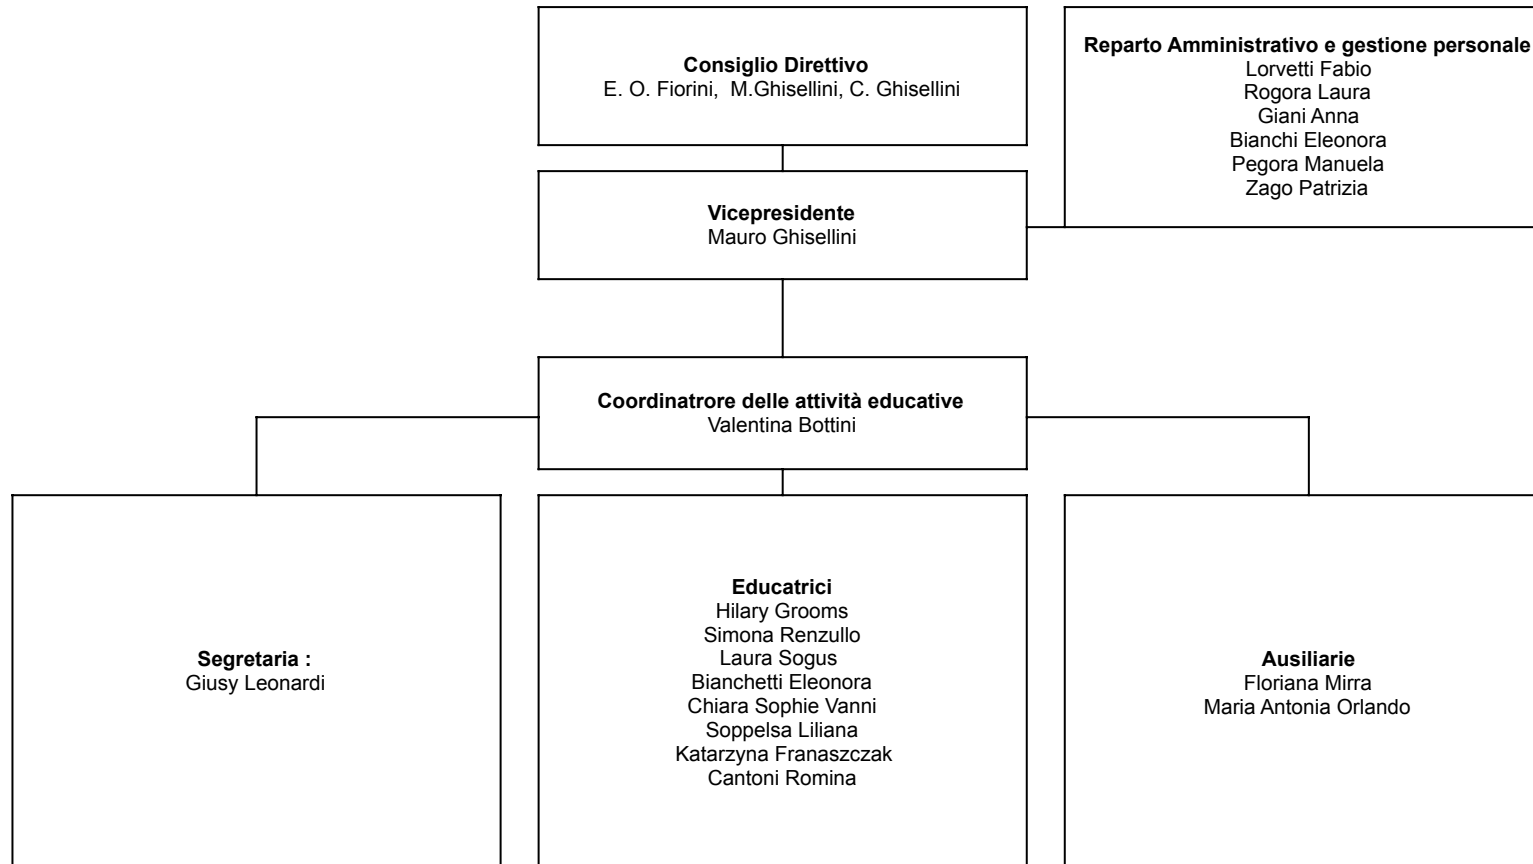 Consiglio Direttivo
E. O. Fiorini,  M.Ghisellini, C. Ghisellini
Reparto Amministrativo e gestione personale
Lorvetti Fabio
Rogora Laura
Giani Anna
Bianchi Eleonora
Pegora Manuela
Zago Patrizia
Vicepresidente
Mauro Ghisellini
Coordinatrore delle attività educative
Valentina Bottini
Segretaria :
Giusy Leonardi
Educatrici
Hilary Grooms
Simona Renzullo
Laura Sogus
Bianchetti Eleonora
Chiara Sophie Vanni
Soppelsa Liliana
Katarzyna Franaszczak
Cantoni Romina
Ausiliarie
Floriana Mirra
Maria Antonia Orlando